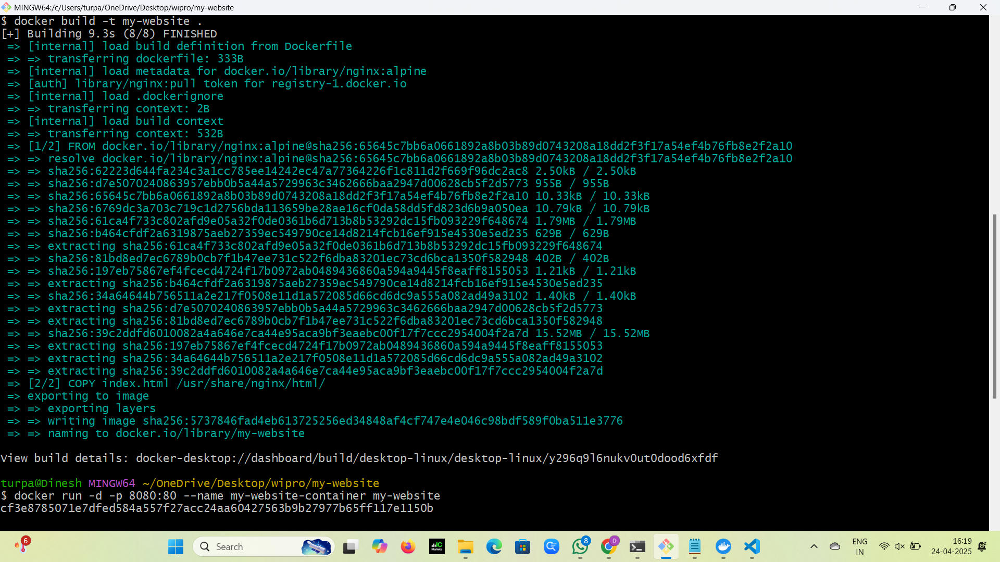 MINGW64:/c/Users/turpa/OneDrive/Desktop/wipro/my-website
$ docker build -t my-website .
[+] Building 9.3s (8/8) FINISHED
=> [internal] load build definition from Dockerfile
=> => transferring dockerfile: 333B
=> [internal] load metadata for docker.io/library/nginx:alpine
=> [auth] library/nginx:pull token for registry-1.docker.io
=> [internal] load .dockerignore
=> => transferring context: 2B
=> [internal] load build context
=> => transferring context: 532B
=> [1/2] FROM docker.io/library/nginx:alpine@sha256:65645c7bb6a0661892a8b03b89d0743208a18dd2f3f17a54ef4b76fb8e2f2a10
=> => resolve docker.io/library/nginx:alpine@sha256:65645c7bb6a0661892a8b03b89d0743208a18dd2f3f17a54ef4b76fb8e2f2a10
=> => sha256:62223d644fa234c3a1cc785ee14242ec47a77364226f1c811d2f669f96dc2ac8 2.50kB / 2.50kB
=> => sha256:d7e5070240863957ebb0b5a44a5729963c3462666baa2947d00628cb5f2d5773 955B / 955B
=> => sha256:65645c7bb6a0661892a8b03b89d0743208a18dd2f3f17a54ef4b76fb8e2f2a10 10.33kB / 10.33kB
=> => sha256:6769dc3a703c719c1d2756bda113659be28ae16cf0da58dd5fd823d6b9a050ea 10.79kB / 10.79kB
=> => sha256:61ca4f733c802afd9e05a32f0de0361b6d713b8b53292dc15fb093229f648674 1.79MB / 1.79MB
=> => sha256:b464cfdf2a6319875aeb27359ec549790ce14d8214fcb16ef915e4530e5ed235 629B / 629B
=> => extracting sha256:61ca4f733c802afd9e05a32f0de0361b6d713b8b53292dc15fb093229f648674
=> => sha256:81bd8ed7ec6789b0cb7f1b47ee731c522f6dba83201ec73cd6bca1350f582948 402B / 402B
=> => sha256:197eb75867ef4fcecd4724f17b0972ab0489436860a594a9445f8eaff8155053 1.21kB / 1.21kB
=> => extracting sha256:b464cfdf2a6319875aeb27359ec549790ce14d8214fcb16ef915e4530e5ed235
=> => sha256:34a64644b756511a2e217f0508e11d1a572085d66cd6dc9a555a082ad49a3102 1.40kB / 1.40kB
=> => extracting sha256:d7e5070240863957ebb0b5a44a5729963c3462666baa2947d00628cb5f2d5773
=> => extracting sha256:81bd8ed7ec6789b0cb7f1b47ee731c522f6dba83201ec73cd6bca1350f582948
=> => sha256:39c2ddfd6010082a4a646e7ca44e95aca9bf3eaebc00f17f7ccc2954004f2a7d 15.52MB / 15.52MB
=> => extracting sha256:197eb75867ef4fcecd4724f17b0972ab0489436860a594a9445f8eaff8155053
=> => extracting sha256:34a64644b756511a2e217f0508e11d1a572085d66cd6dc9a555a082ad49a3102
=> => extracting sha256:39c2ddfd6010082a4a646e7ca44e95aca9bf3eaebc00f17f7ccc2954004f2a7d
=> [2/2] COPY index.html /usr/share/nginx/html/
=> exporting to image
=> => exporting layers
=> => writing image sha256:5737846fad4eb613725256ed34848af4cf747e4e046c98bdf589f0ba511e3776
=> => naming to docker.io/library/my-website
View build details: docker-desktop://dashboard/build/desktop-linux/desktop-linux/y296q9l6nukv0ut0dood6xfdf
turpa@Dinesh MINGW64 ~/OneDrive/Desktop/wipro/my-website
$ docker run -d -p 8080:80 --name my-website-container my-website
cf3e8785071e7dfed584a557f27acc24aa60427563b9b27977b65ff117e1150b
6
Search
IC
Markets
8
D
ENG
IN
16:19
24-04-2025